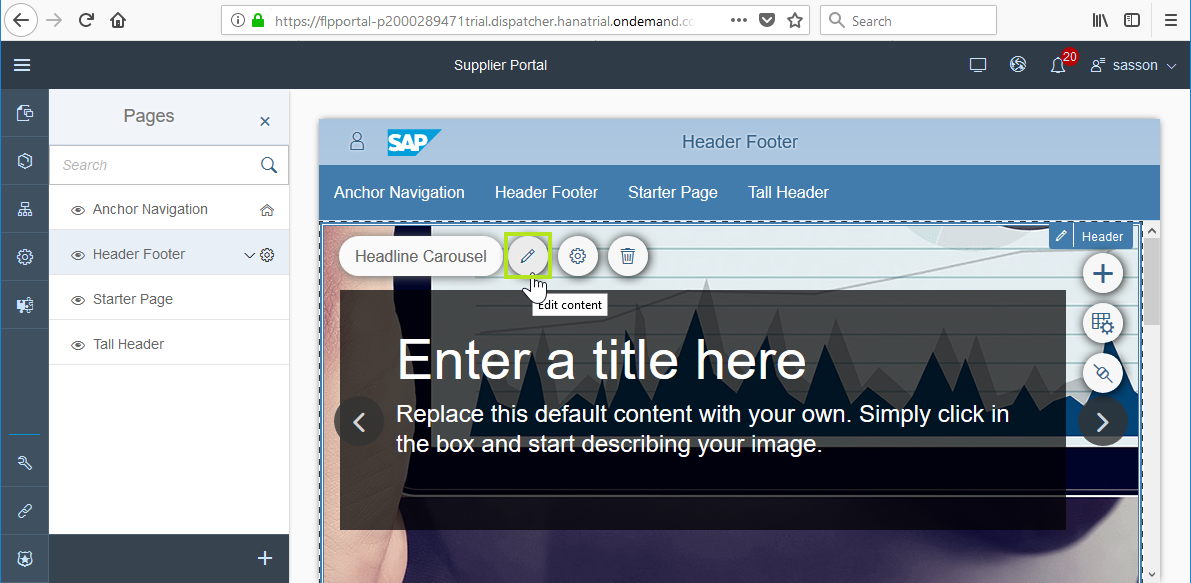 https://flpportal-p2000289471trial.dispatcher.hanatrial.ondemand.co
Search
Supplier Portal
20
sasson
Pages
Search
Anchor Navigation
Header Footer
Starter Page
Tall Header
SAP
Header Footer
Anchor Navigation Header Footer Starter Page Tall Header
Headline Carousel
Header
Edit content
Enter a title here
Replace this default content with your own. Simply click in
the box and start describing your image.